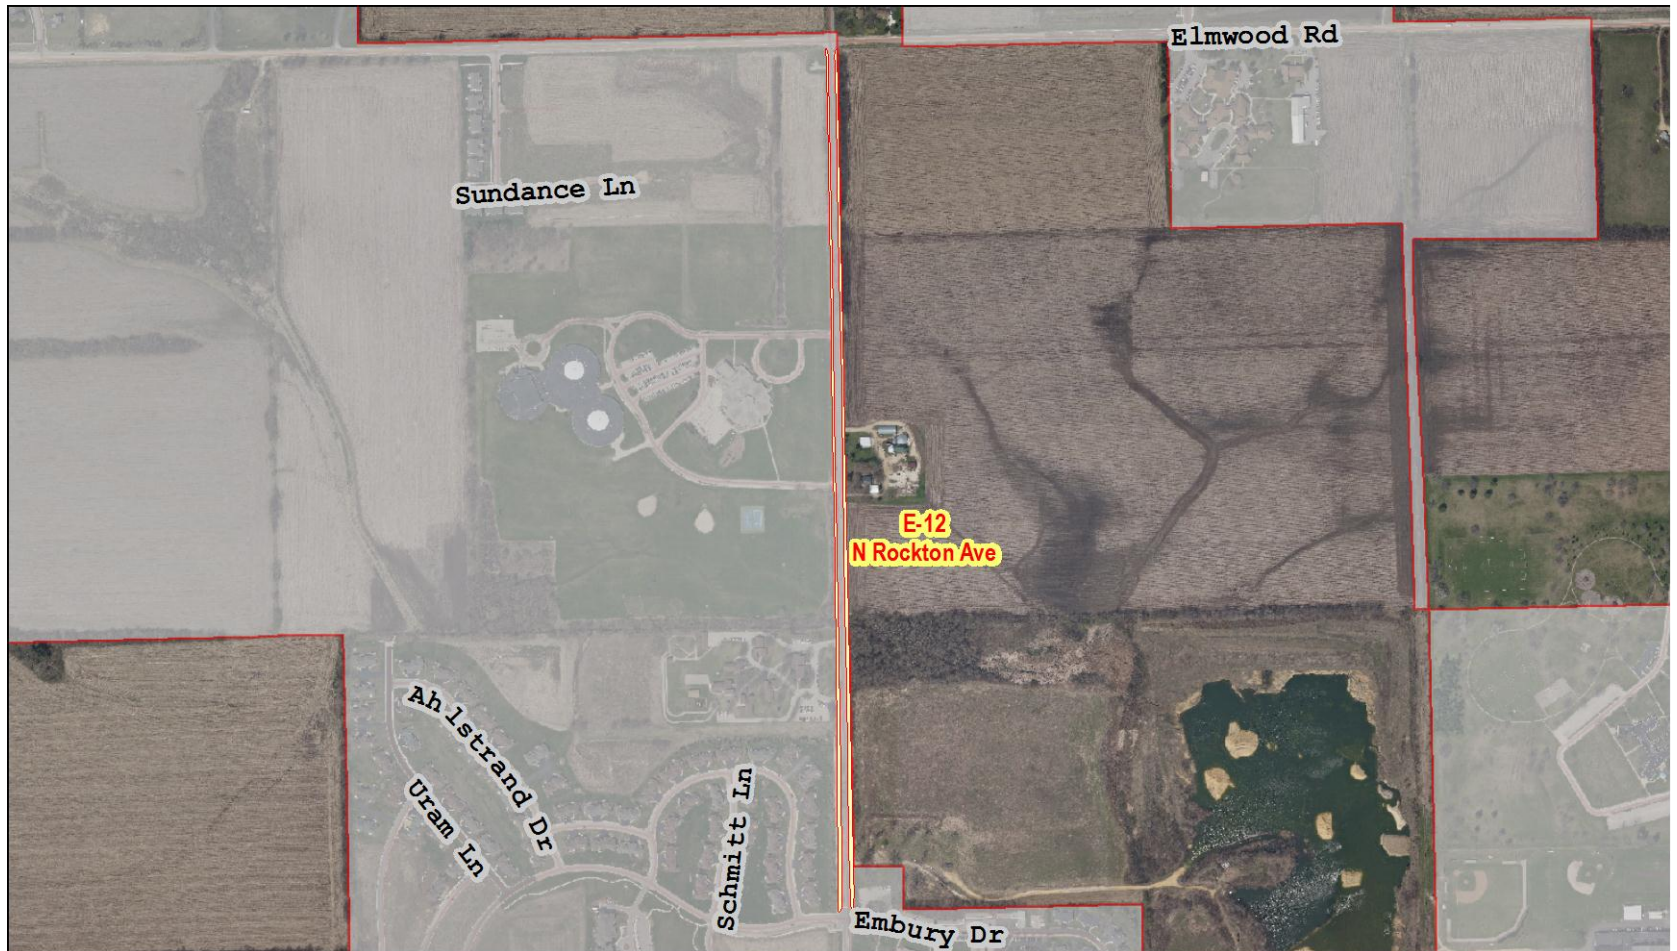 Elmwood Rd
Sundance Ln
E-12
N Rockton Ave
Ahlstrand Dr
Uram Ln
Schmitt Ln
Embury Dr